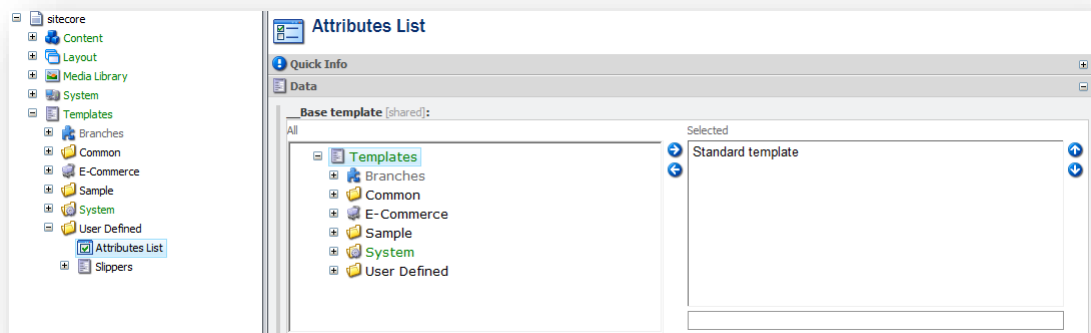 sitecore
Content
Layout
Media Library
System
Templates
Branches
Common
E-Commerce
Sample
System
User Defined
Attributes List
Slippers
Attributes List
Quick Info
Data
__Base template [shared]:
All
Templates
Branches
Common
E-Commerce
Sample
System
User Defined
Selected
Standard template